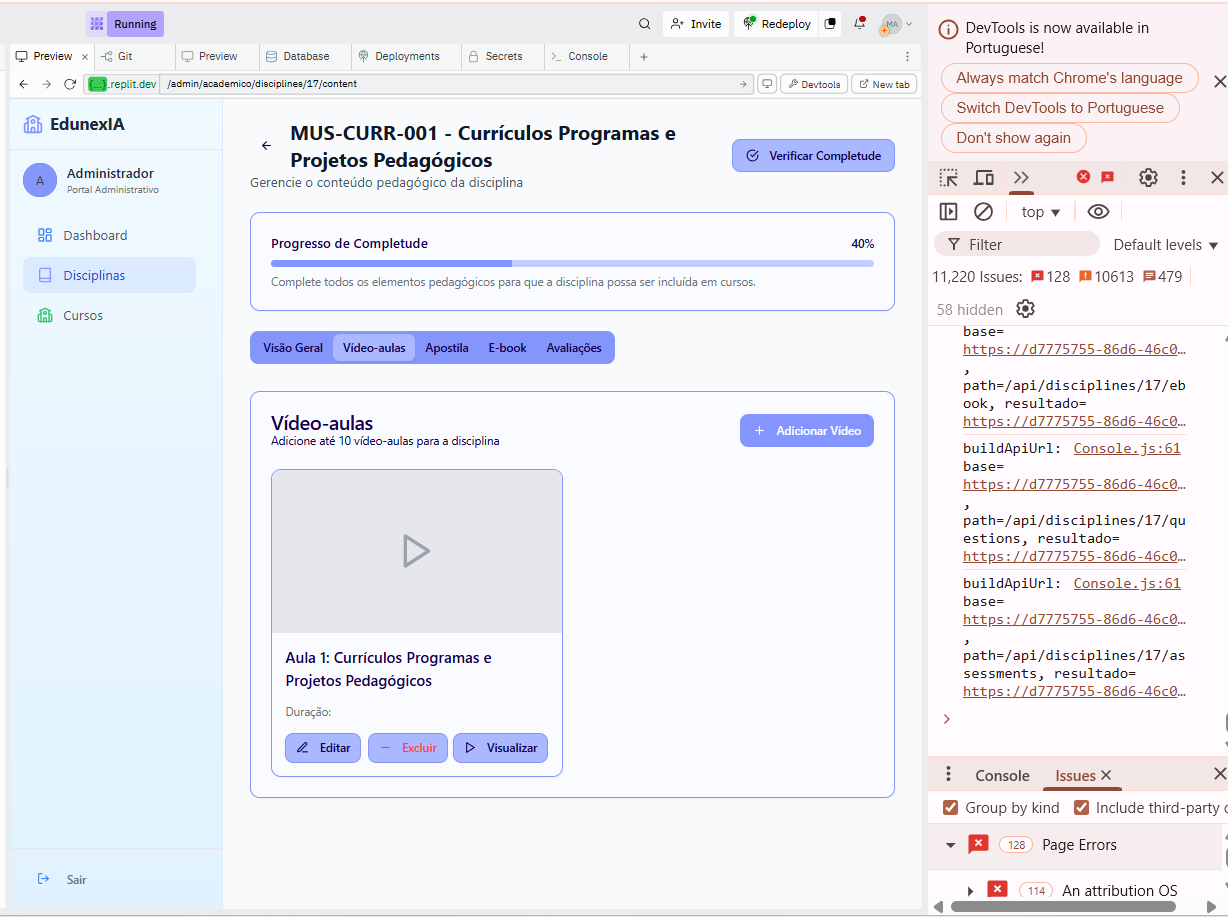 Running
Invite
Redeploy
MA
Preview
Git
Preview
Database
Deployments
Secrets
Console
{...}.replit.dev
/admin/academico/disciplines/17/content
Devtools
New tab
EdunexIA
A
Administrador
Portal Administrativo
Dashboard
Disciplinas
Cursos
Sair
MUS-CURR-001 - Currículos Programas e
Projetos Pedagógicos
Gerencie o conteúdo pedagógico da disciplina
Verificar Completude
Progresso de Completude
40%
Complete todos os elementos pedagógicos para que a disciplina possa ser incluída em cursos.
Visão Geral
Vídeo-aulas
Apostila
E-book
Avaliações
Vídeo-aulas
Adicione até 10 vídeo-aulas para a disciplina
+ Adicionar Vídeo
Aula 1: Currículos Programas e
Projetos Pedagógicos
Duração:
Editar
Excluir
Visualizar
DevTools is now available in
Portuguese!
Always match Chrome's language
Switch DevTools to Portuguese
Don't show again
top
Filter
Default levels
11,220 Issues: 128 10613 479
58 hidden
base=
https://d7775755-86d6-46c0…
,
path=/api/disciplines/17/eb
ook, resultado=
https://d7775755-86d6-46c0…
buildApiUrl: Console.js:61
base=
https://d7775755-86d6-46c0…
,
path=/api/disciplines/17/qu
estions, resultado=
https://d7775755-86d6-46c0…
buildApiUrl: Console.js:61
base=
https://d7775755-86d6-46c0…
,
path=/api/disciplines/17/as
sessments, resultado=
https://d7775755-86d6-46c0…
Console
Issues
Group by kind
Include third-party c
128 Page Errors
114 An attribution OS